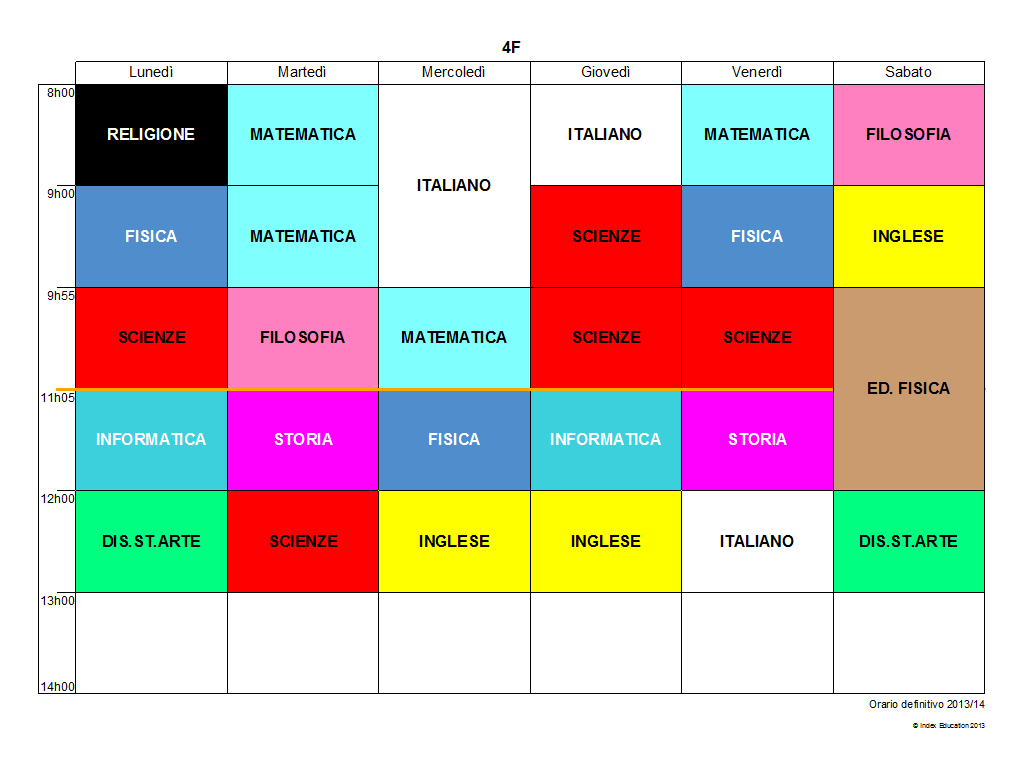 4F
Lunedì Martedì Mercoledì Giovedì Venerdì Sabato
8h00
RELIGIONE MATEMATICA ITALIANO MATEMATICA FILOSOFIA
ITALIANO
9h00
FISICA MATEMATICA SCIENZE FISICA INGLESE
9h55
SCIENZE FILOSOFIA MATEMATICA SCIENZE SCIENZE
ED. FISICA
11h05
INFORMATICA STORIA FISICA INFORMATICA STORIA
12h00
DIS.ST.ARTE SCIENZE INGLESE INGLESE ITALIANO DIS.ST.ARTE
13h00
14h00
Orario definitivo 2013/14
© Index Education 2013